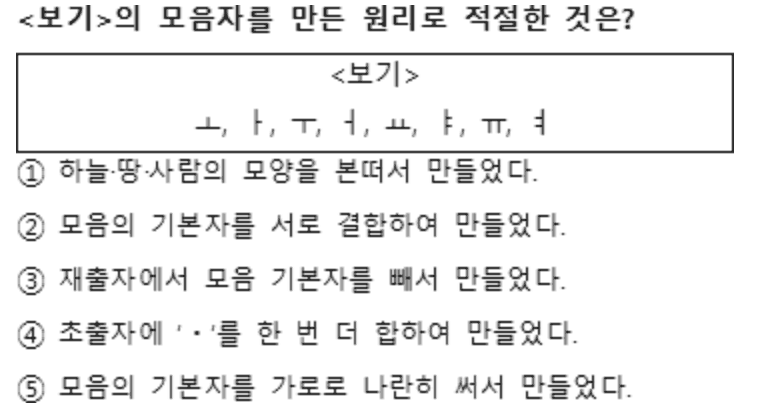 <보기>의 모음자를 만든 원리로 적절한 것은?
<보기>
ㅗ, ㅏ, ㅜ, ㅓ, ㅛ, ㅑ, ㅠ, ㅕ
① 하늘·땅·사람의 모양을 본떠서 만들었다.
② 모음의 기본자를 서로 결합하여 만들었다.
③ 재출자에서 모음 기본자를 빼서 만들었다.
④ 초출자에 '·'를 한 번 더 합하여 만들었다.
⑤ 모음의 기본자를 가로로 나란히 써서 만들었다.